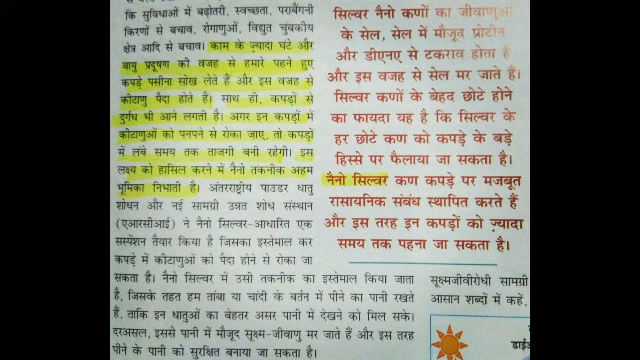 कि सुविधाओं में बढ़ोतरी, स्वच्छता, पराबैंगनी
किरणों से बचाव, रोगाणुओं, विद्युत चुंबकीय
क्षेत्र आदि से बचाव। काम के ज़्यादा घंटे और
वायु प्रदूषण की वजह से हमारे पहने हुए
कपड़े पसीना सोख लेते हैं और इस वजह से
कीटाणु पैदा होते हैं। साथ ही, कपड़ों से
दुर्गंध भी आने लगती है। अगर इन कपड़ों में
कीटाणुओं को पनपने से रोका जाए, तो कपड़ों
में लंबे समय तक ताजगी बनी रहेगी। इस
लक्ष्य को हासिल करने में नैनो तकनीक अहम
भूमिका निभाती है। अंतरराष्ट्रीय पाउडर धातु
शोधन और नई सामग्री उन्नत शोध संस्थान
(एआरसीआई) ने नैनो सिल्वर-आधारित एक
सस्पेंशन तैयार किया है जिसका इस्तेमाल कर
कपड़े में कीटाणुओं को पैदा होने से रोका जा
सकता है। नैनो सिल्वर में उसी तकनीक का इस्तेमाल किया जाता
है, जिसके तहत हम तांबा या चांदी के बर्तन में पीने का पानी रखते
हैं, ताकि इन धातुओं का बेहतर असर पानी में देखने को मिल सके।
दरअसल, इससे पानी में मौजूद सूक्ष्म-जीवाणु मर जाते हैं और इस तरह
पीने के पानी को सुरक्षित बनाया जा सकता है।
सिल्वर नैनो कणों का जीवाणुओं
के सेल, सेल में मौजूद प्रोटीन
और डीएनए से टकराव होता है
और इस वजह से सेल मर जाते हैं।
सिल्वर कणों के बेहद छोटे होने
का फायदा यह है कि सिल्वर के
हर छोटे कण को कपड़े के बड़े
हिस्से पर फैलाया जा सकता है।
नैनो सिल्वर कण कपड़े पर मजबूत
रासायनिक संबंध स्थापित करते हैं
और इस तरह इन कपड़ों को ज़्यादा
समय तक पहना जा सकता है।
सूक्ष्मजीवीरोधी सामग्री
आसान शब्दों में कहें,